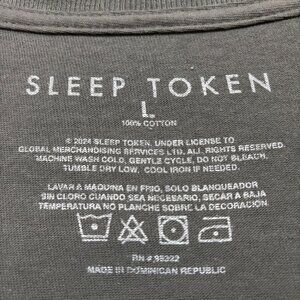 SLEEP TOKEN
L
100% COTTON
© 2024 SLEEP TOKEN. UNDER LICENSE TO
GLOBAL MERCHANDISING SERVICES LTD. ALL RIGHTS RESERVED.
MACHINE WASH COLD, GENTLE CYCLE, DO NOT BLEACH.
TUMBLE DRY LOW. COOL IRON IF NEEDED.
LAVAR A MAQUINA EN FRIO, SOLO BLANQUEADOR
SIN CLORO CUANDO SEA NECESARIO, SECAR A BAJA
TEMPERATURA NO PLANCHE SOBRE LA DECORACIÓN.
RN #
MADE IN DOMINICAN REPUBLIC